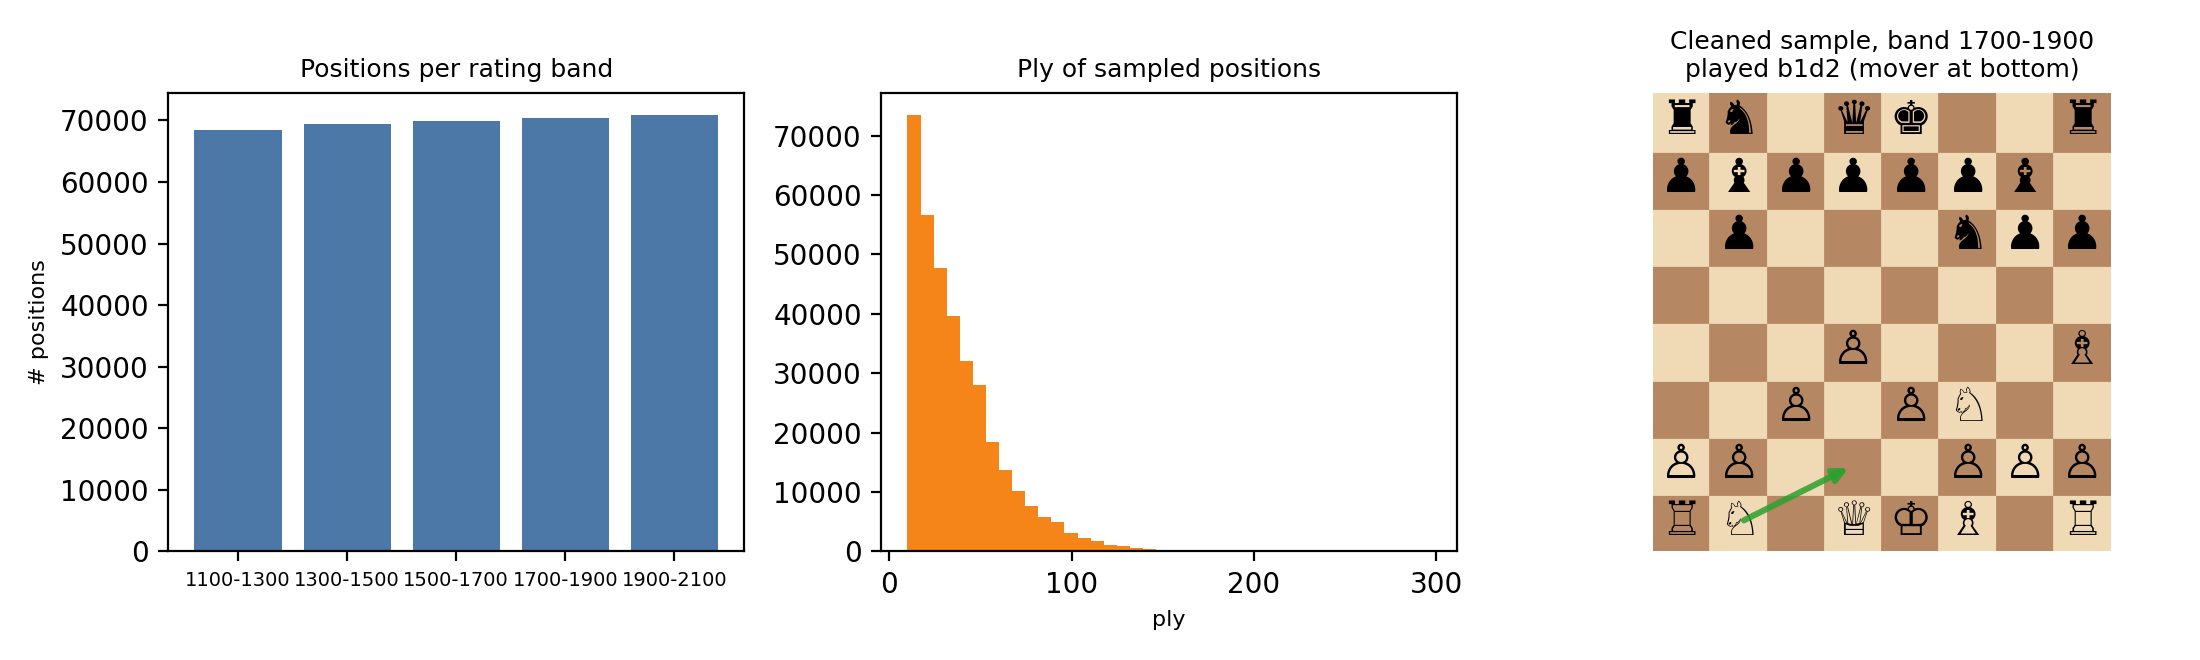 Positions per rating band
# positions
70000
60000
50000
40000
30000
20000
10000
0
1100-1300 1300-1500 1500-1700 1700-1900 1900-2100
Ply of sampled positions
70000
60000
50000
40000
30000
20000
10000
0
0 100 200 300
ply
Cleaned sample, band 1700-1900
played b1d2 (mover at bottom)